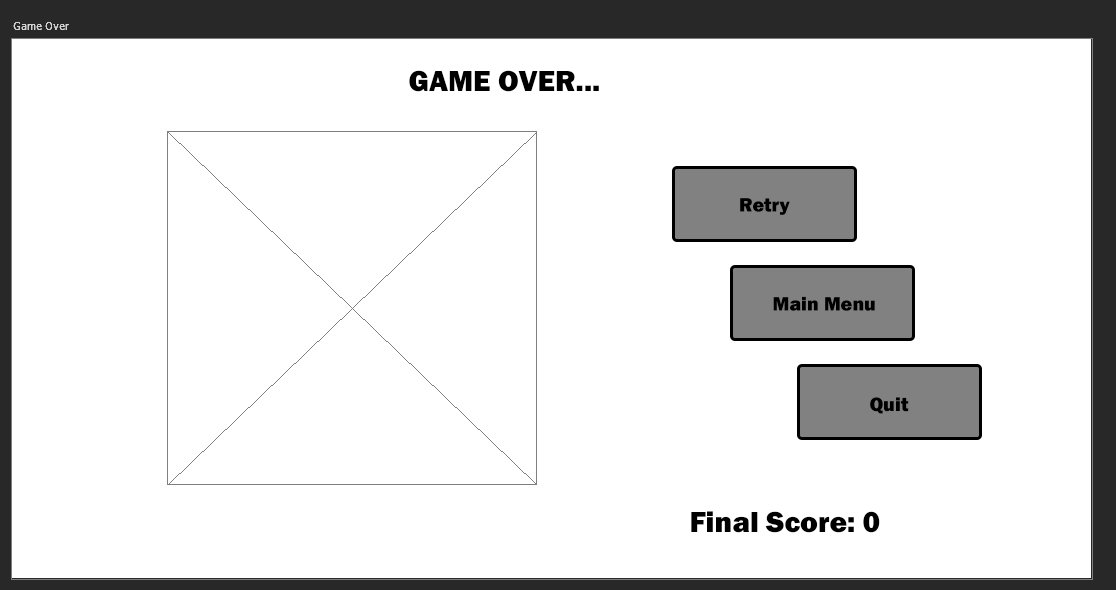 Game Over
GAME OVER...
Retry
Main Menu
Quit
Final Score: 0